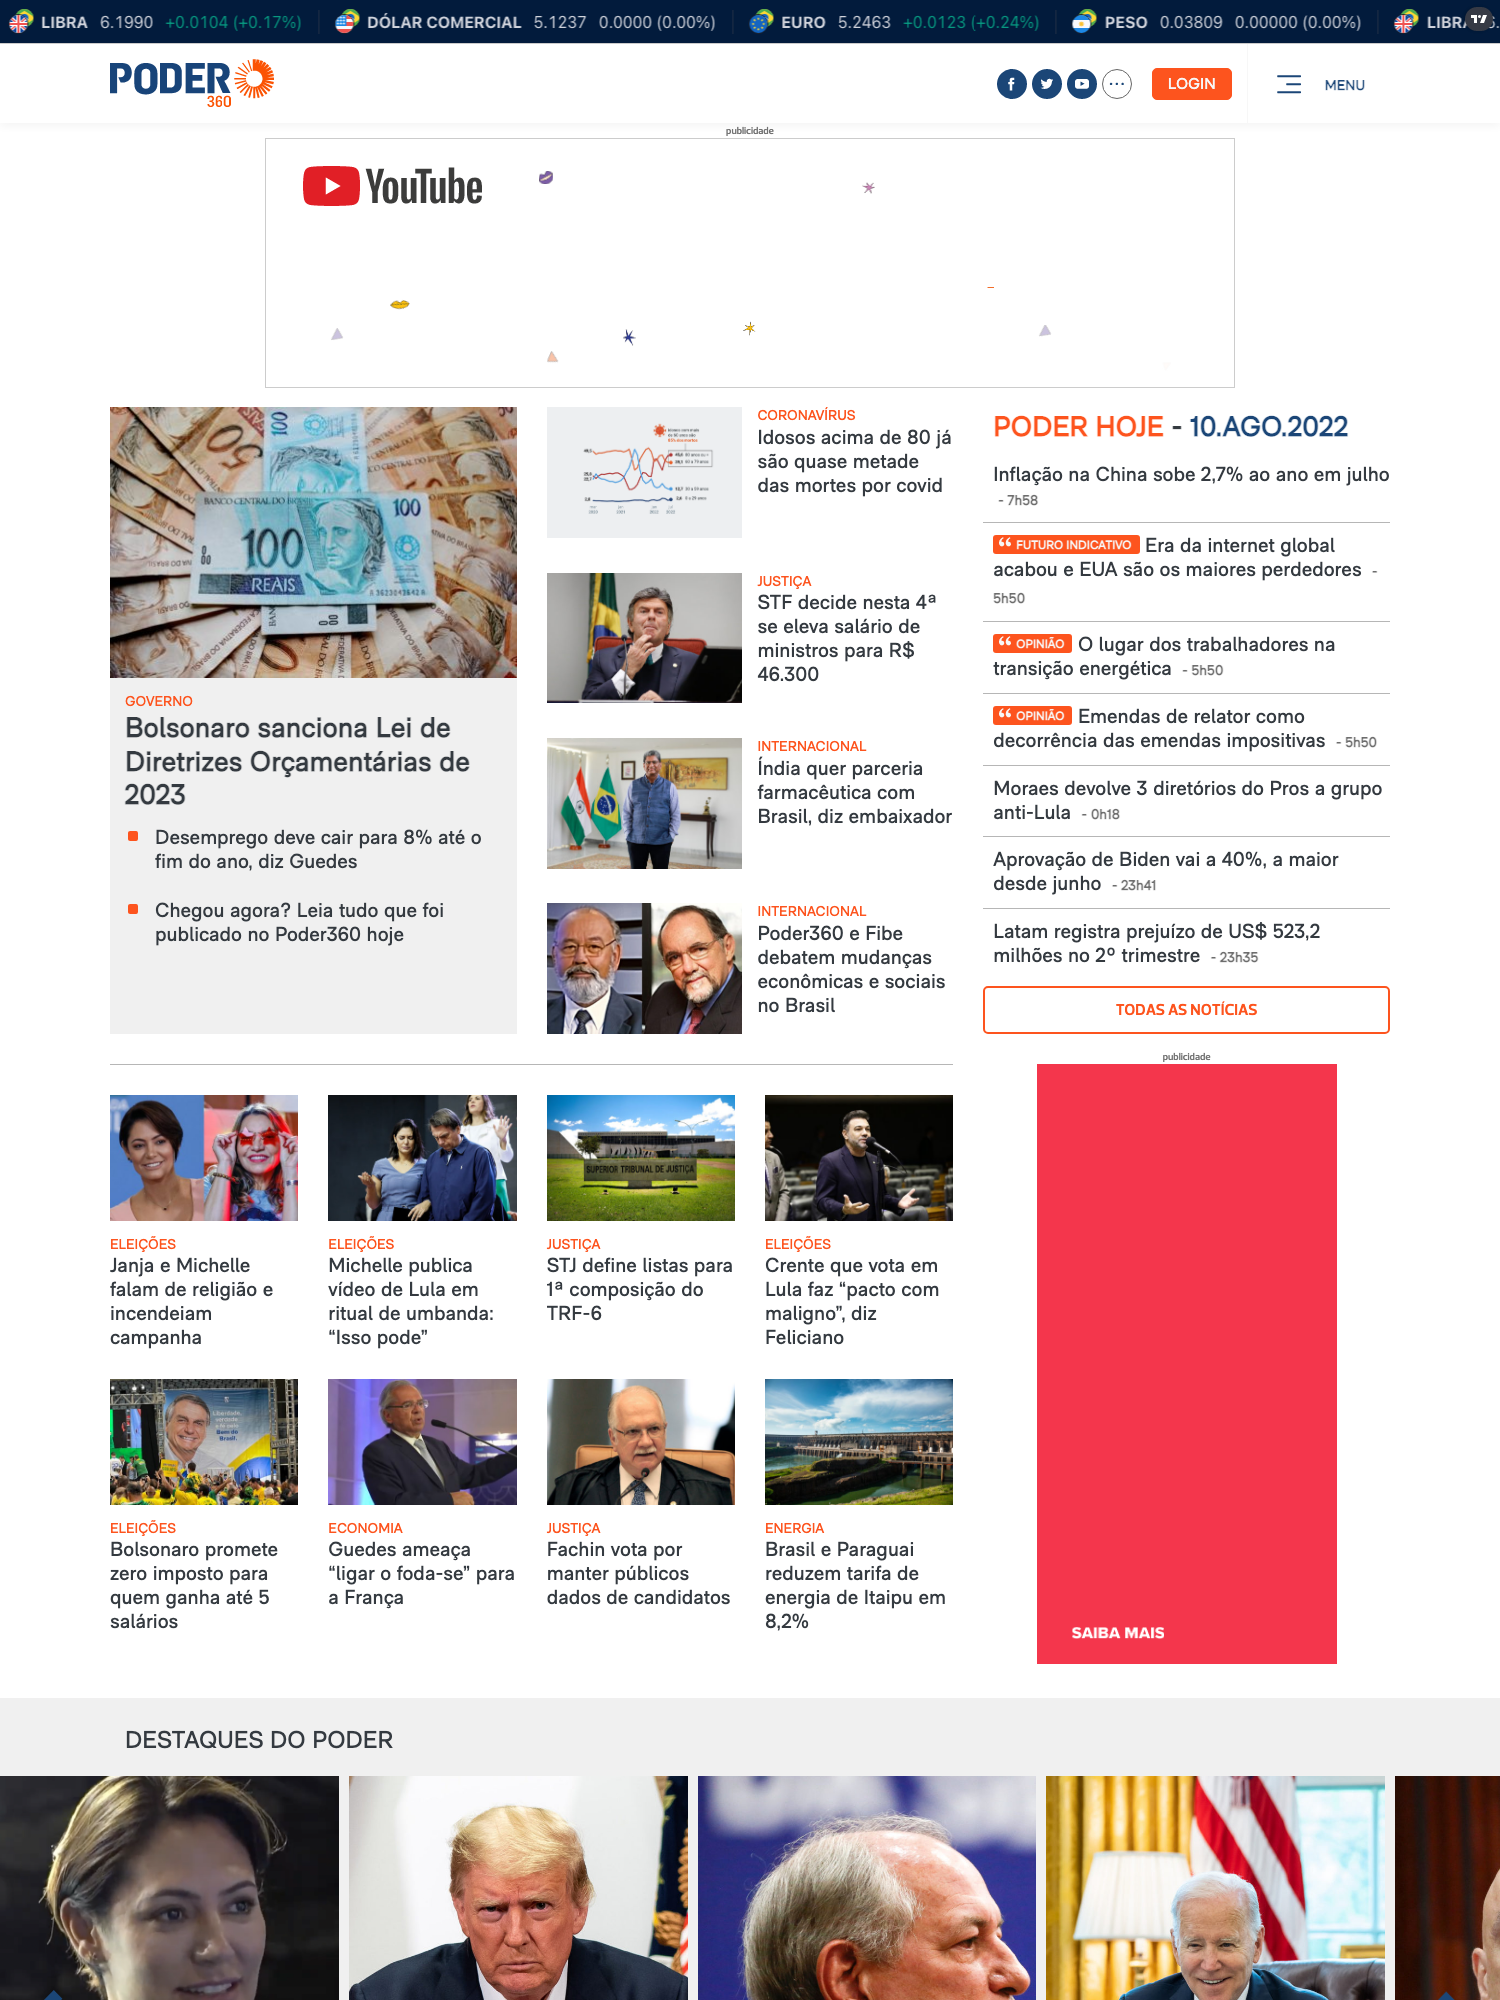 LIBRA 6.1990 +0.0104 (+0.17%) DÓLAR COMERCIAL 5.1237 0.0000 (0.00%) EURO 5.2463 +0.0123 (+0.24%) PESO 0.03809 0.00000 (0.00%)
PODER
360
LOGIN
MENU
publicidade
YouTube
BANCO CENTRAL DO
100
100
100
REAIS
GOVERNO
Bolsonaro sanciona Lei de
Diretrizes Orçamentárias de
2023
Desemprego deve cair para 8% até o
fim do ano, diz Guedes
Chegou agora? Leia tudo que foi
publicado no Poder360 hoje
CORONAVÍRUS
Idosos acima de 80 já
são quase metade
das mortes por covid
JUSTIÇA
STF decide nesta 4ª
se eleva salário de
ministros para R$
46.300
INTERNACIONAL
Índia quer parceria
farmacêutica com
Brasil, diz embaixador
INTERNACIONAL
Poder360 e Fibe
debatem mudanças
econômicas e sociais
no Brasil
PODER HOJE - 10.AGO.2022
Inflação na China sobe 2,7% ao ano em julho
- 7h58
“ FUTURO INDICATIVO Era da internet global
acabou e EUA são os maiores perdedores -
5h50
“ OPINIÃO O lugar dos trabalhadores na
transição energética - 5h50
“ OPINIÃO Emendas de relator como
decorrência das emendas impositivas - 5h50
Moraes devolve 3 diretórios do Pros a grupo
anti-Lula - 0h18
Aprovação de Biden vai a 40%, a maior
desde junho - 23h41
Latam registra prejuízo de US$ 523,2
milhões no 2º trimestre - 23h35
TODAS AS NOTÍCIAS
publicidade
SAIBA MAIS
ELEIÇÕES
Janja e Michelle
falam de religião e
incendeiam
campanha
ELEIÇÕES
Michelle publica
vídeo de Lula em
ritual de umbanda:
“Isso pode”
SUPERIOR TRIBUNAL DE JUSTIÇA
JUSTIÇA
STJ define listas para
1ª composição do
TRF-6
ELEIÇÕES
Crente que vota em
Lula faz “pacto com
maligno”, diz
Feliciano
ELEIÇÕES
Bolsonaro promete
zero imposto para
quem ganha até 5
salários
ECONOMIA
Guedes ameaça
“ligar o foda-se” para
a França
JUSTIÇA
Fachin vota por
manter públicos
dados de candidatos
ENERGIA
Brasil e Paraguai
reduzem tarifa de
energia de Itaipu em
8,2%
DESTAQUES DO PODER